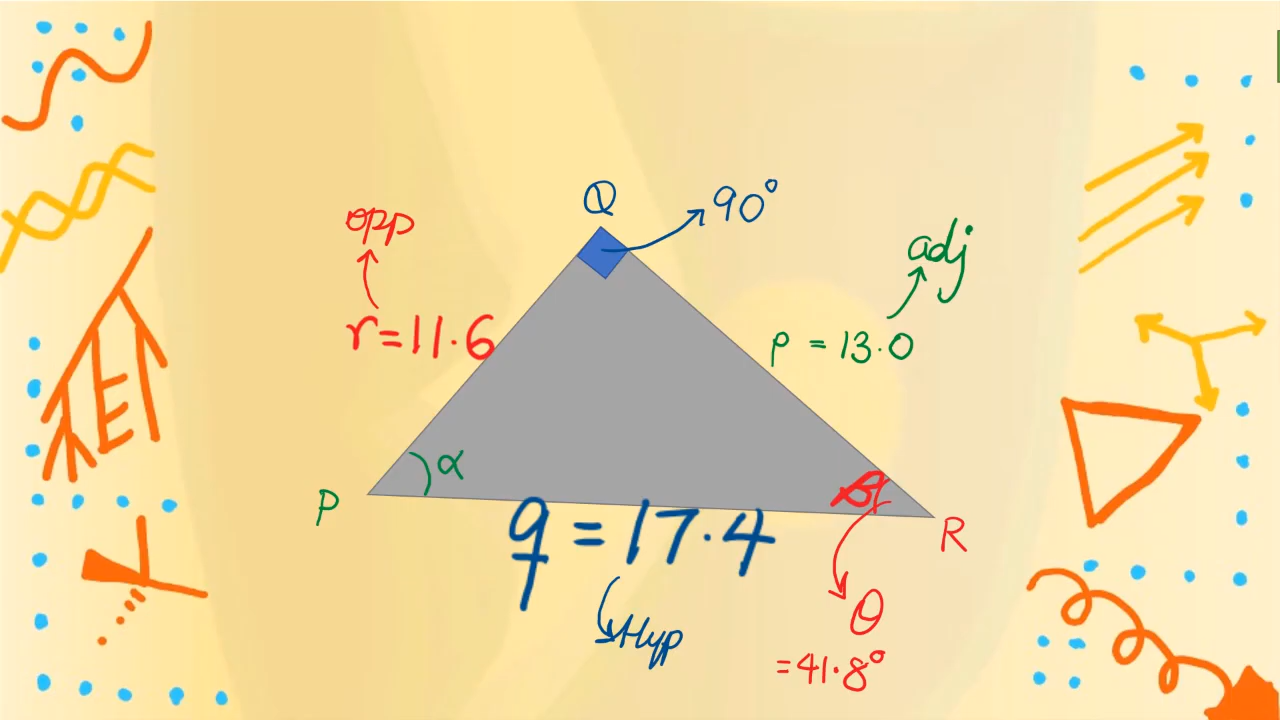 Q
90°
opp
adj
r=11.6
p = 13.0
α
P
R
q = 17.4
θ
Hyp
=41.8°